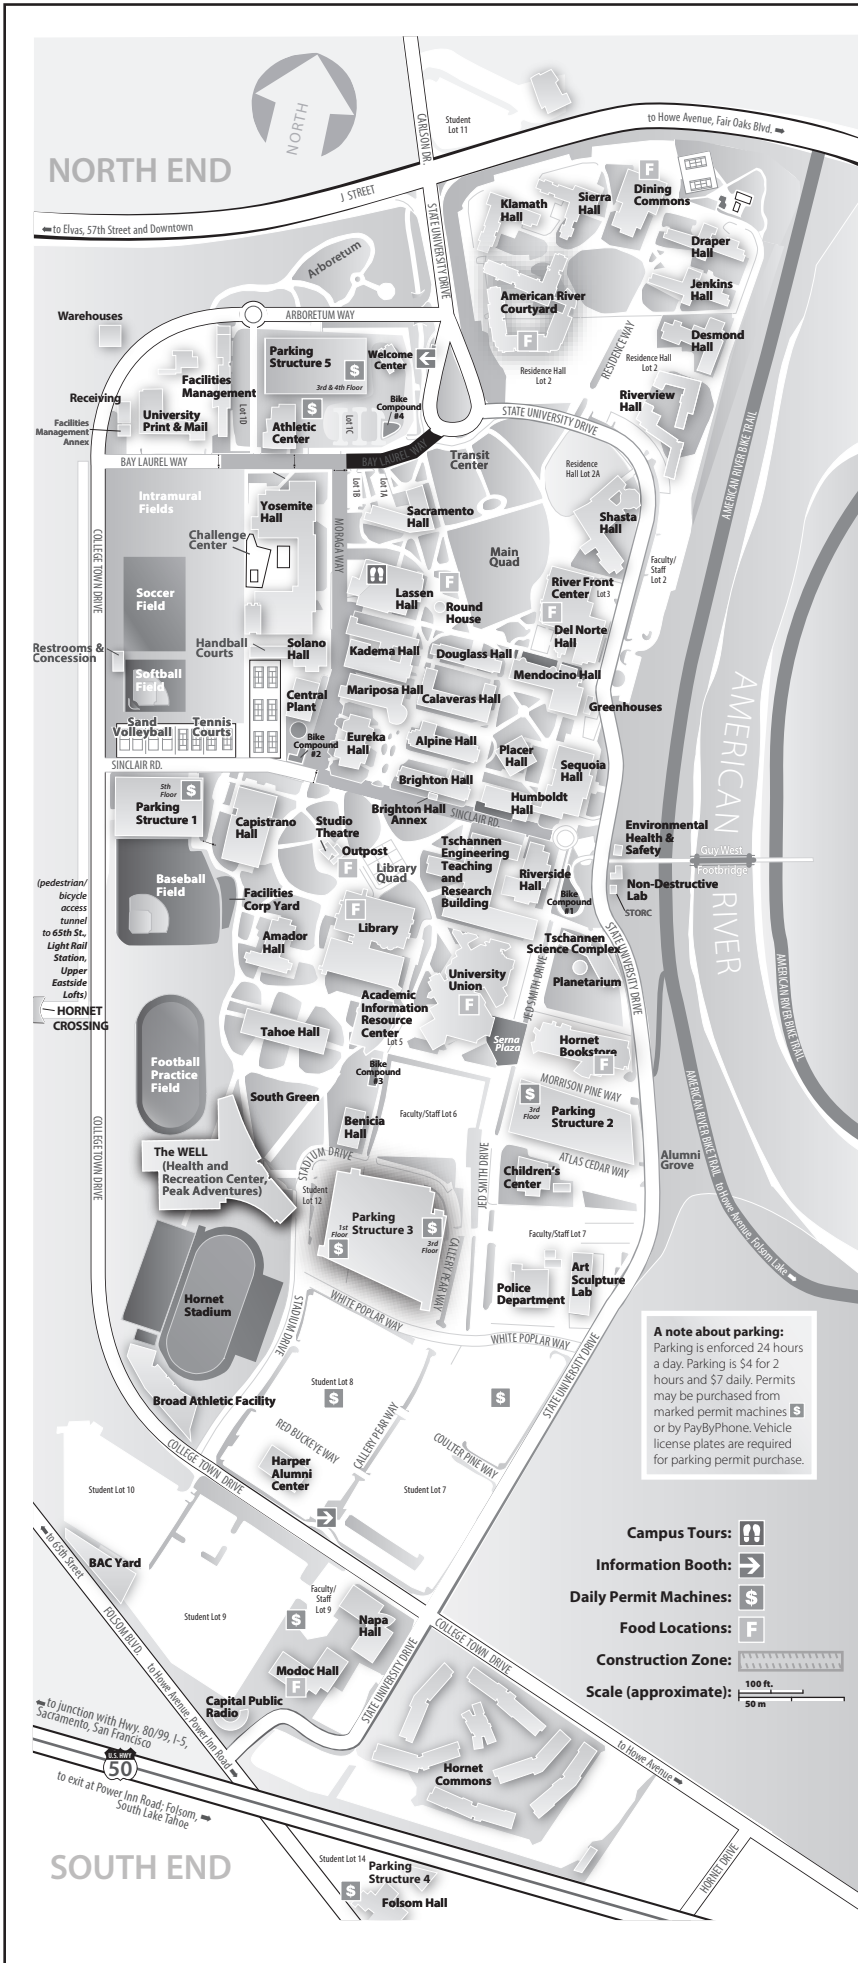 NORTH
NORTH END
CARLSON DR.
Student
Lot 11
to Howe Avenue, Fair Oaks Blvd.
J STREET
to Elvas, 57th Street and Downtown
STATE UNIVERSITY DRIVE
Klamath
Hall
Sierra
Hall
F
Dining
Commons
Draper
Hall
Jenkins
Hall
Desmond
Hall
American River
Courtyard
F
Residence Hall
Lot 2
RESIDENCE WAY
Residence Hall
Lot 2
Riverview
Hall
Arboretum
Warehouses
ARBORETUM WAY
Parking
Structure 5
$
3rd & 4th Floor
Welcome
Center
Facilities
Management
Receiving
University
Print & Mail
Facilities
Management
Annex
Lot 1D
$
Athletic
Center
Lot 1C
Bike
Compound
#4
STATE UNIVERSITY DRIVE
BAY LAUREL WAY
BAY LAUREL WAY
Transit
Center
Residence
Hall Lot 2A
AMERICAN RIVER BIKE TRAIL
Intramural
Fields
Yosemite
Hall
Lot 1B
Lot 1A
Sacramento
Hall
Shasta
Hall
Challenge
Center
MORAGA WAY
COLLEGE TOWN DRIVE
Main
Quad
Faculty/
Staff
Lot 2
Soccer
Field
Lassen
Hall
F
Round
House
River Front
Center
Lot 3
F
Del Norte
Hall
Restrooms &
Concession
Handball
Courts
Solano
Hall
Kadema Hall
Douglass Hall
Mendocino Hall
Softball
Field
Central
Plant
Mariposa Hall
Calaveras Hall
Greenhouses
AMERICAN RIVER
Sand
Volleyball
Tennis
Courts
Bike
Compound
#2
Eureka
Hall
Alpine Hall
Placer
Hall
Sequoia
Hall
SINCLAIR RD.
Brighton Hall
5th
Floor
$
Parking
Structure 1
Humboldt
Hall
Brighton Hall
Annex
SINCLAIR RD.
Capistrano
Hall
Studio
Theatre
Outpost
F
Library
Quad
Tschannen
Engineering
Teaching
and
Research
Building
Riverside
Hall
Bike
Compound
#1
Environmental
Health &
Safety
Guy West
Footbridge
Non-Destructive
Lab
STORC
Baseball
Field
Facilities
Corp Yard
F
Library
(pedestrian/
bicycle
access
tunnel
to 65th St.,
Light Rail
Station,
Upper
Eastside
Lofts)
HORNET
CROSSING
Amador
Hall
Tschannen
Science Complex
Planetarium
STATE UNIVERSITY DRIVE
JED SMITH DRIVE
University
Union
F
AMERICAN RIVER BIKE TRAIL
Academic
Information
Resource
Center
Lot 5
Tahoe Hall
Serna
Plaza
Hornet
Bookstore
F
Football
Practice
Field
Bike
Compound
#3
South Green
MORRISON PINE WAY
$
3rd
Floor
Parking
Structure 2
AMERICAN RIVER BIKE TRAIL
to Howe Avenue, Folsom Lake
COLLEGE TOWN DRIVE
Benicia
Hall
Faculty/Staff Lot 6
The WELL
(Health and
Recreation Center,
Peak Adventures)
STADIUM DRIVE
Student
Lot 12
JED SMITH DRIVE
ATLAS CEDAR WAY
Children's
Center
Alumni
Grove
Parking
Structure 3
1st
Floor
$
$
3rd
Floor
CALLERY PEAR WAY
Faculty/Staff Lot 7
Art
Sculpture
Lab
Police
Department
Hornet
Stadium
STADIUM DRIVE
WHITE POPLAR WAY
WHITE POPLAR WAY
STATE UNIVERSITY DRIVE
A note about parking:
Parking is enforced 24 hours
a day. Parking is $4 for 2
hours and $7 daily. Permits
may be purchased from
marked permit machines $
or by PayByPhone. Vehicle
license plates are required
for parking permit purchase.
Student Lot 8
$
$
Broad Athletic Facility
RED BUCKEYE WAY
CALLERY PEAR WAY
COULTER PINE WAY
COLLEGE TOWN DRIVE
Harper
Alumni
Center
Student Lot 10
Student Lot 7
Campus Tours:
Information Booth:
Daily Permit Machines: $
Food Locations: F
Construction Zone:
Scale (approximate):
100 ft.
50 m
to 65th Street
BAC Yard
FOLSOM BLVD.
to Howe Avenue, Power Inn Road
Student Lot 9
Faculty/
Staff
Lot 9
$
Napa
Hall
COLLEGE TOWN DRIVE
Modoc Hall
F
STATE UNIVERSITY DRIVE
Capital Public
Radio
to junction with Hwy. 80/99, I-5,
Sacramento, San Francisco
U.S. HWY
50
to exit at Power Inn Road; Folsom,
South Lake Tahoe
Hornet
Commons
to Howe Avenue
SOUTH END
Student Lot 14
Parking
Structure 4
$
Folsom Hall
HORNET DRIVE